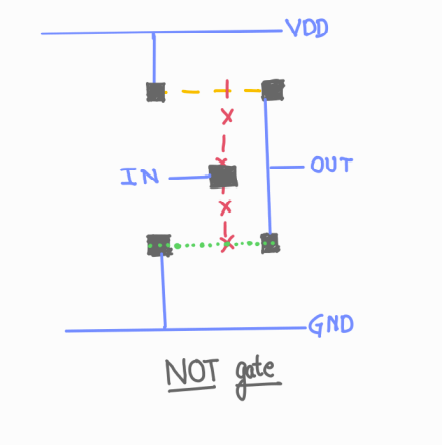 VDD
IN
OUT
GND
NOT gate